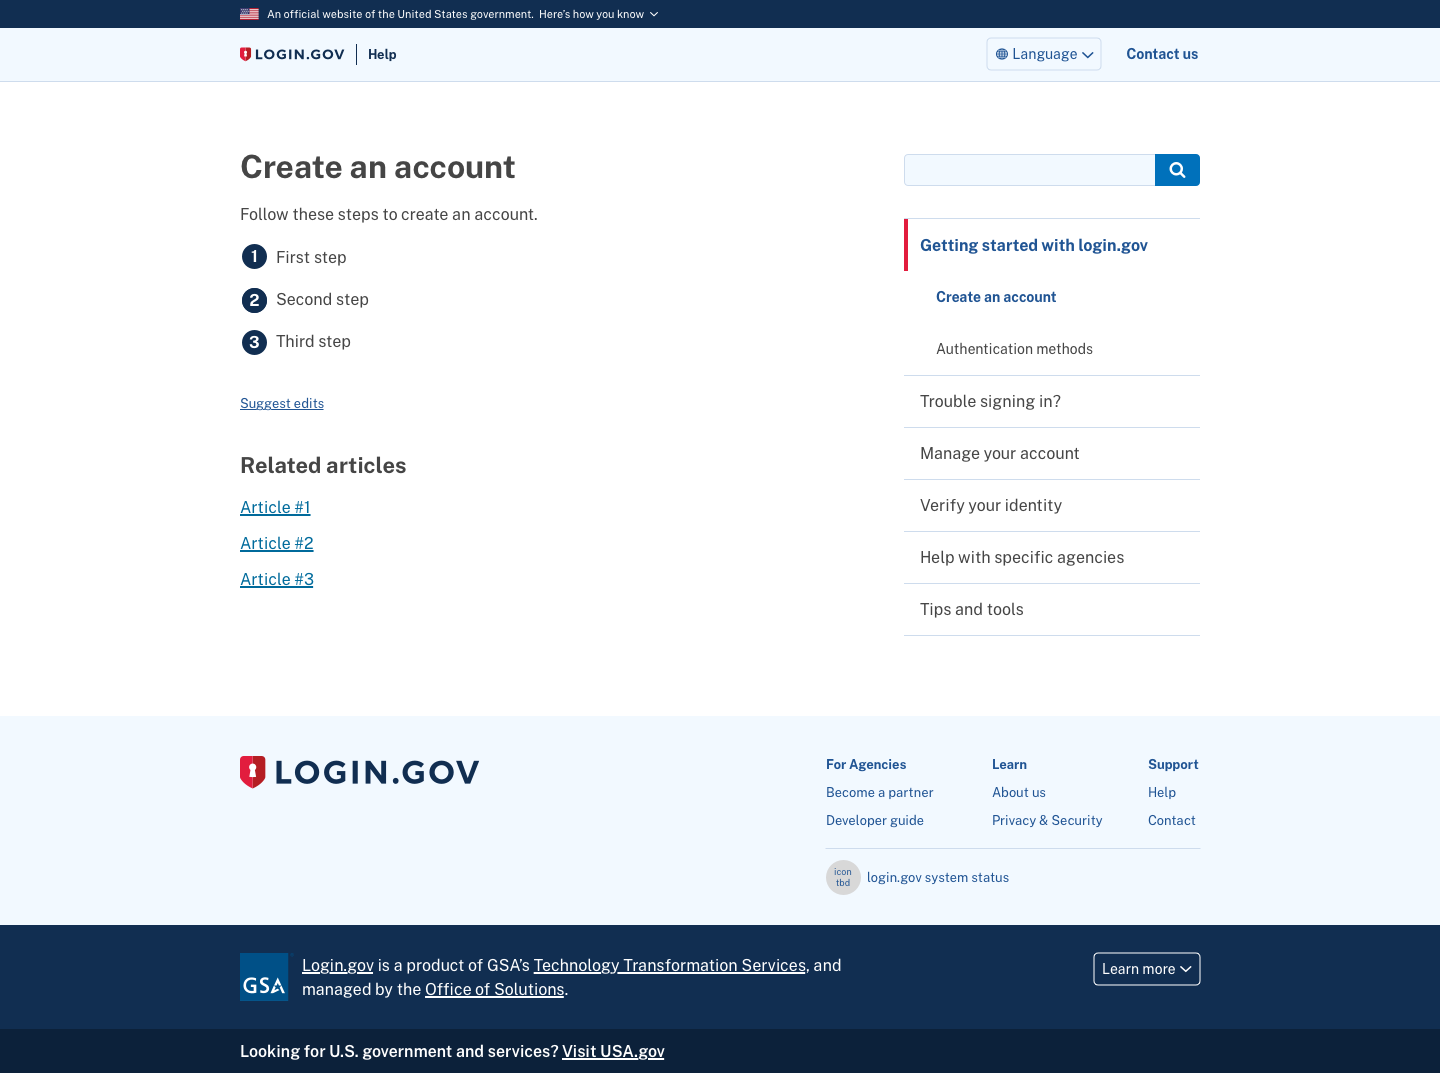 An official website of the United States government. Here's how you know
LOGIN.GOV Help
Language
Contact us
Create an account
Follow these steps to create an account.
1 First step
2 Second step
3 Third step
Suggest edits
Related articles
Article #1
Article #2
Article #3
Getting started with login.gov
Create an account
Authentication methods
Trouble signing in?
Manage your account
Verify your identity
Help with specific agencies
Tips and tools
LOGIN.GOV
For Agencies
Become a partner
Developer guide
Learn
About us
Privacy & Security
Support
Help
Contact
icon
tbd
login.gov system status
GSA
Login.gov is a product of GSA’s Technology Transformation Services, and
managed by the Office of Solutions.
Learn more
Looking for U.S. government and services? Visit USA.gov